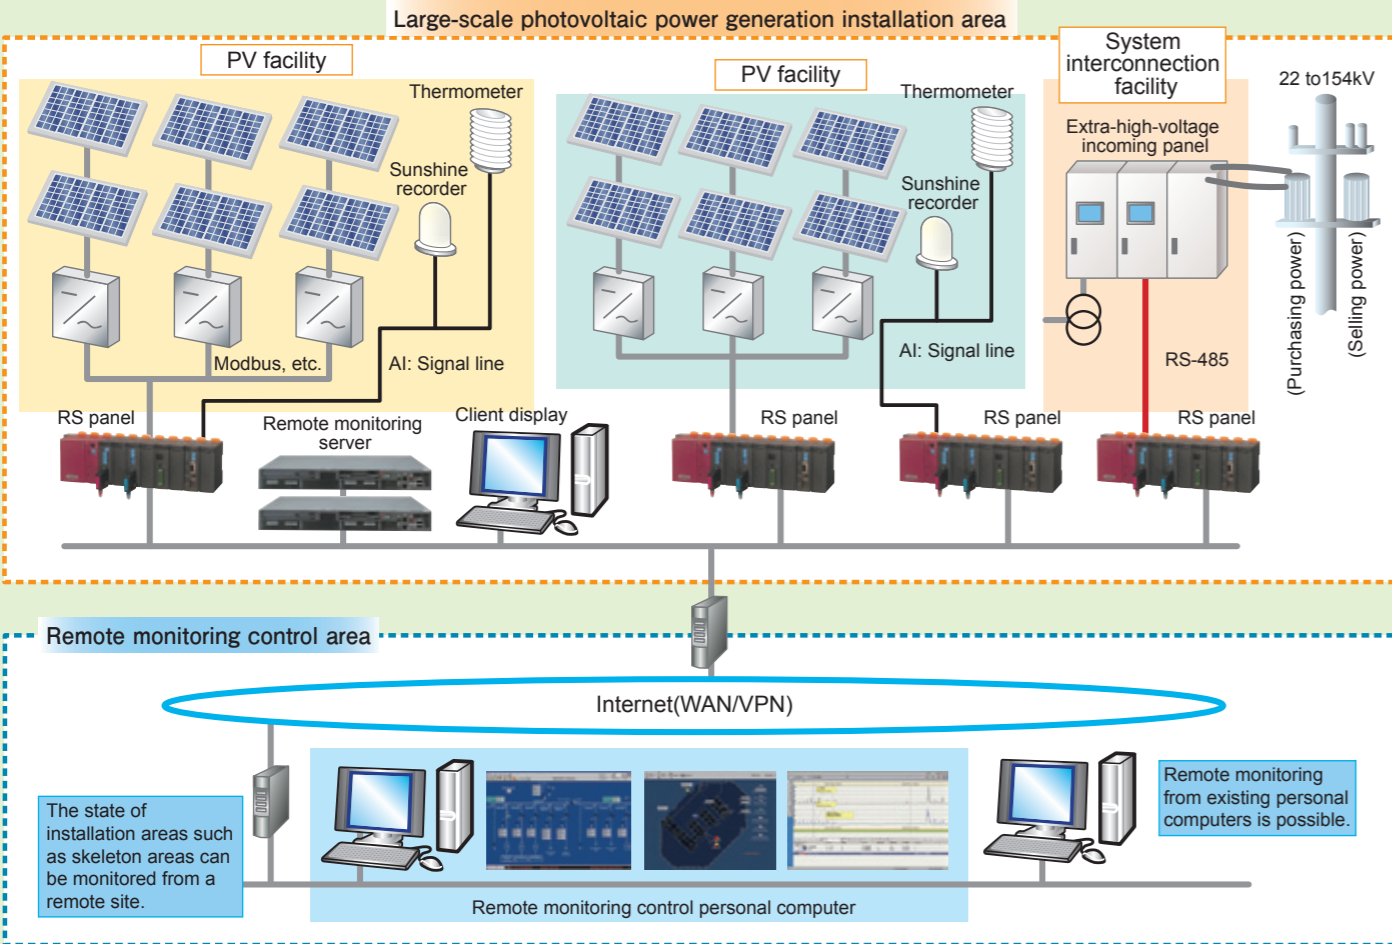 Large-scale photovoltaic power generation installation area
PV facility
Thermometer
Sunshine
recorder
Modbus, etc.
AI: Signal line
PV facility
Thermometer
Sunshine
recorder
AI: Signal line
System
interconnection
facility
Extra-high-voltage
incoming panel
RS-485
22 to154kV
(Purchasing power)
(Selling power)
RS panel
Remote monitoring
server
Client display
RS panel
RS panel
RS panel
Remote monitoring control area
Internet(WAN/VPN)
The state of
installation areas such
as skeleton areas can
be monitored from a
remote site.
Remote monitoring control personal computer
Remote monitoring
from existing personal
computers is possible.